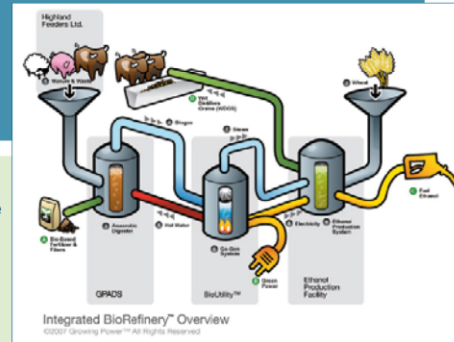 Highland
Feeders Ltd.
Manure & Waste
Wet
Distillers
Grains (WDGS)
Wheat
Biogas
Steam
Fuel
Ethanol
Bio-Based
Fertilizer &
Fibers
Anaerobic
Digester
Hot Water
Co-Gen
System
Electricity
Ethanol
Production
System
Green
Power
GPADS
BioUtility™
Ethanol
Production
Facility
Integrated BioRefinery™ Overview
©2007 Growing Power™ All Rights Reserved